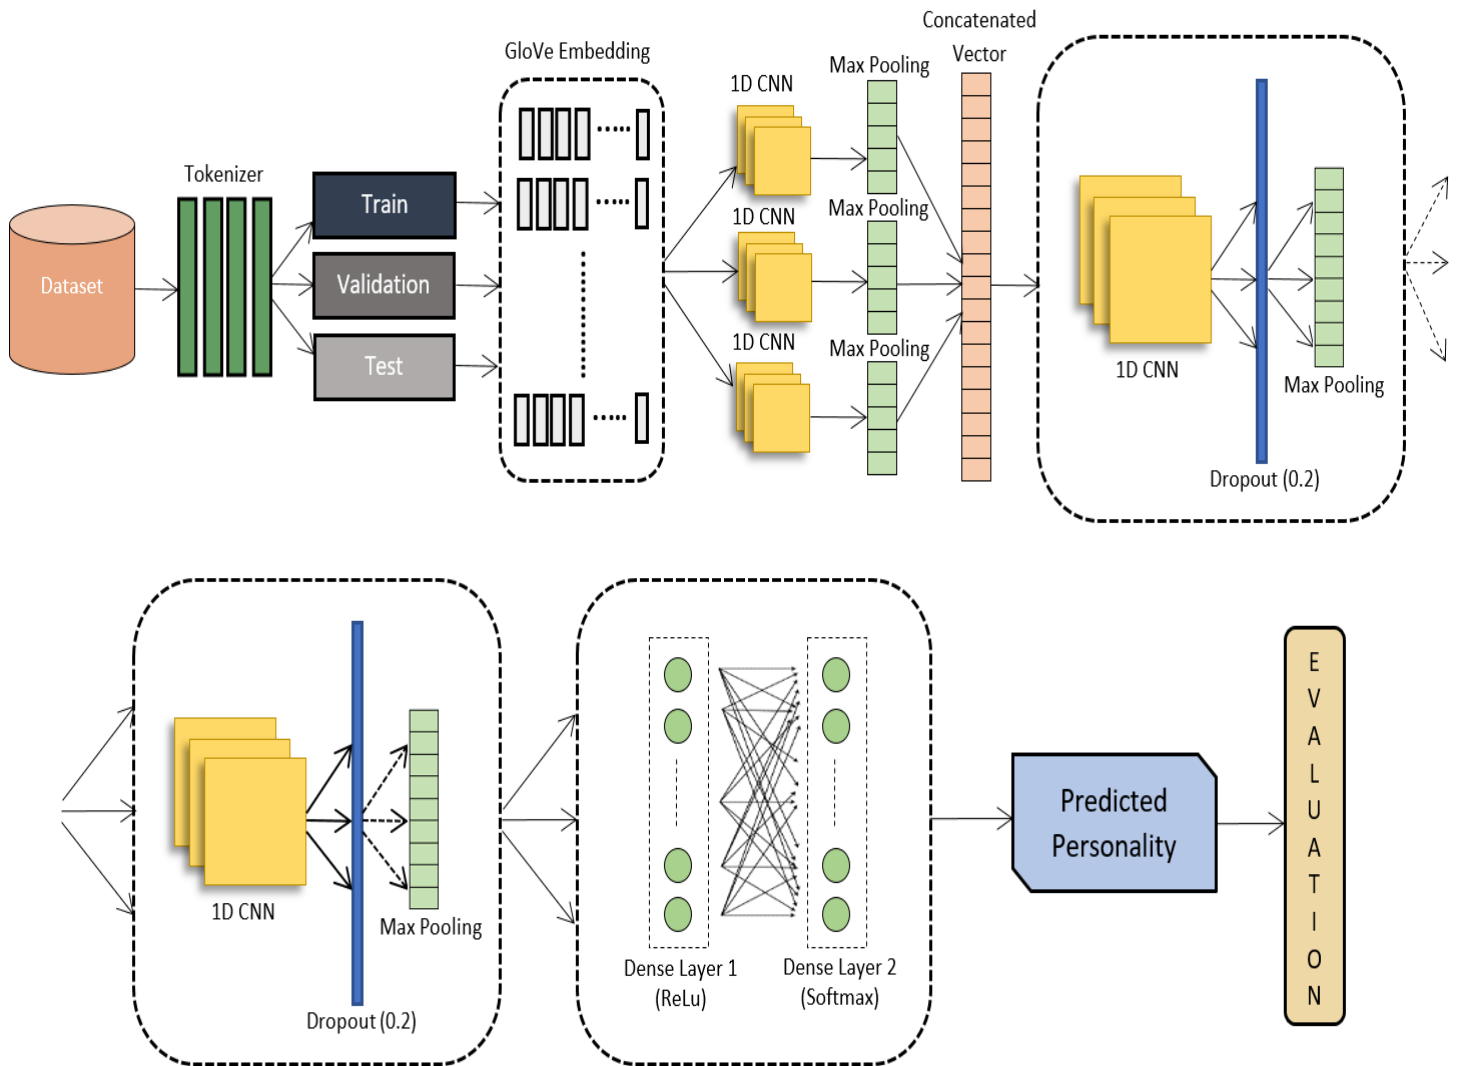 Dataset
Tokenizer
Train
Validation
Test
GloVe Embedding
1D CNN
1D CNN
1D CNN
Max Pooling
Max Pooling
Max Pooling
Concatenated
Vector
1D CNN
Dropout (0.2)
Max Pooling
1D CNN
Dropout (0.2)
Max Pooling
Dense Layer 1
(ReLu)
Dense Layer 2
(Softmax)
Predicted
Personality
EVALUATION